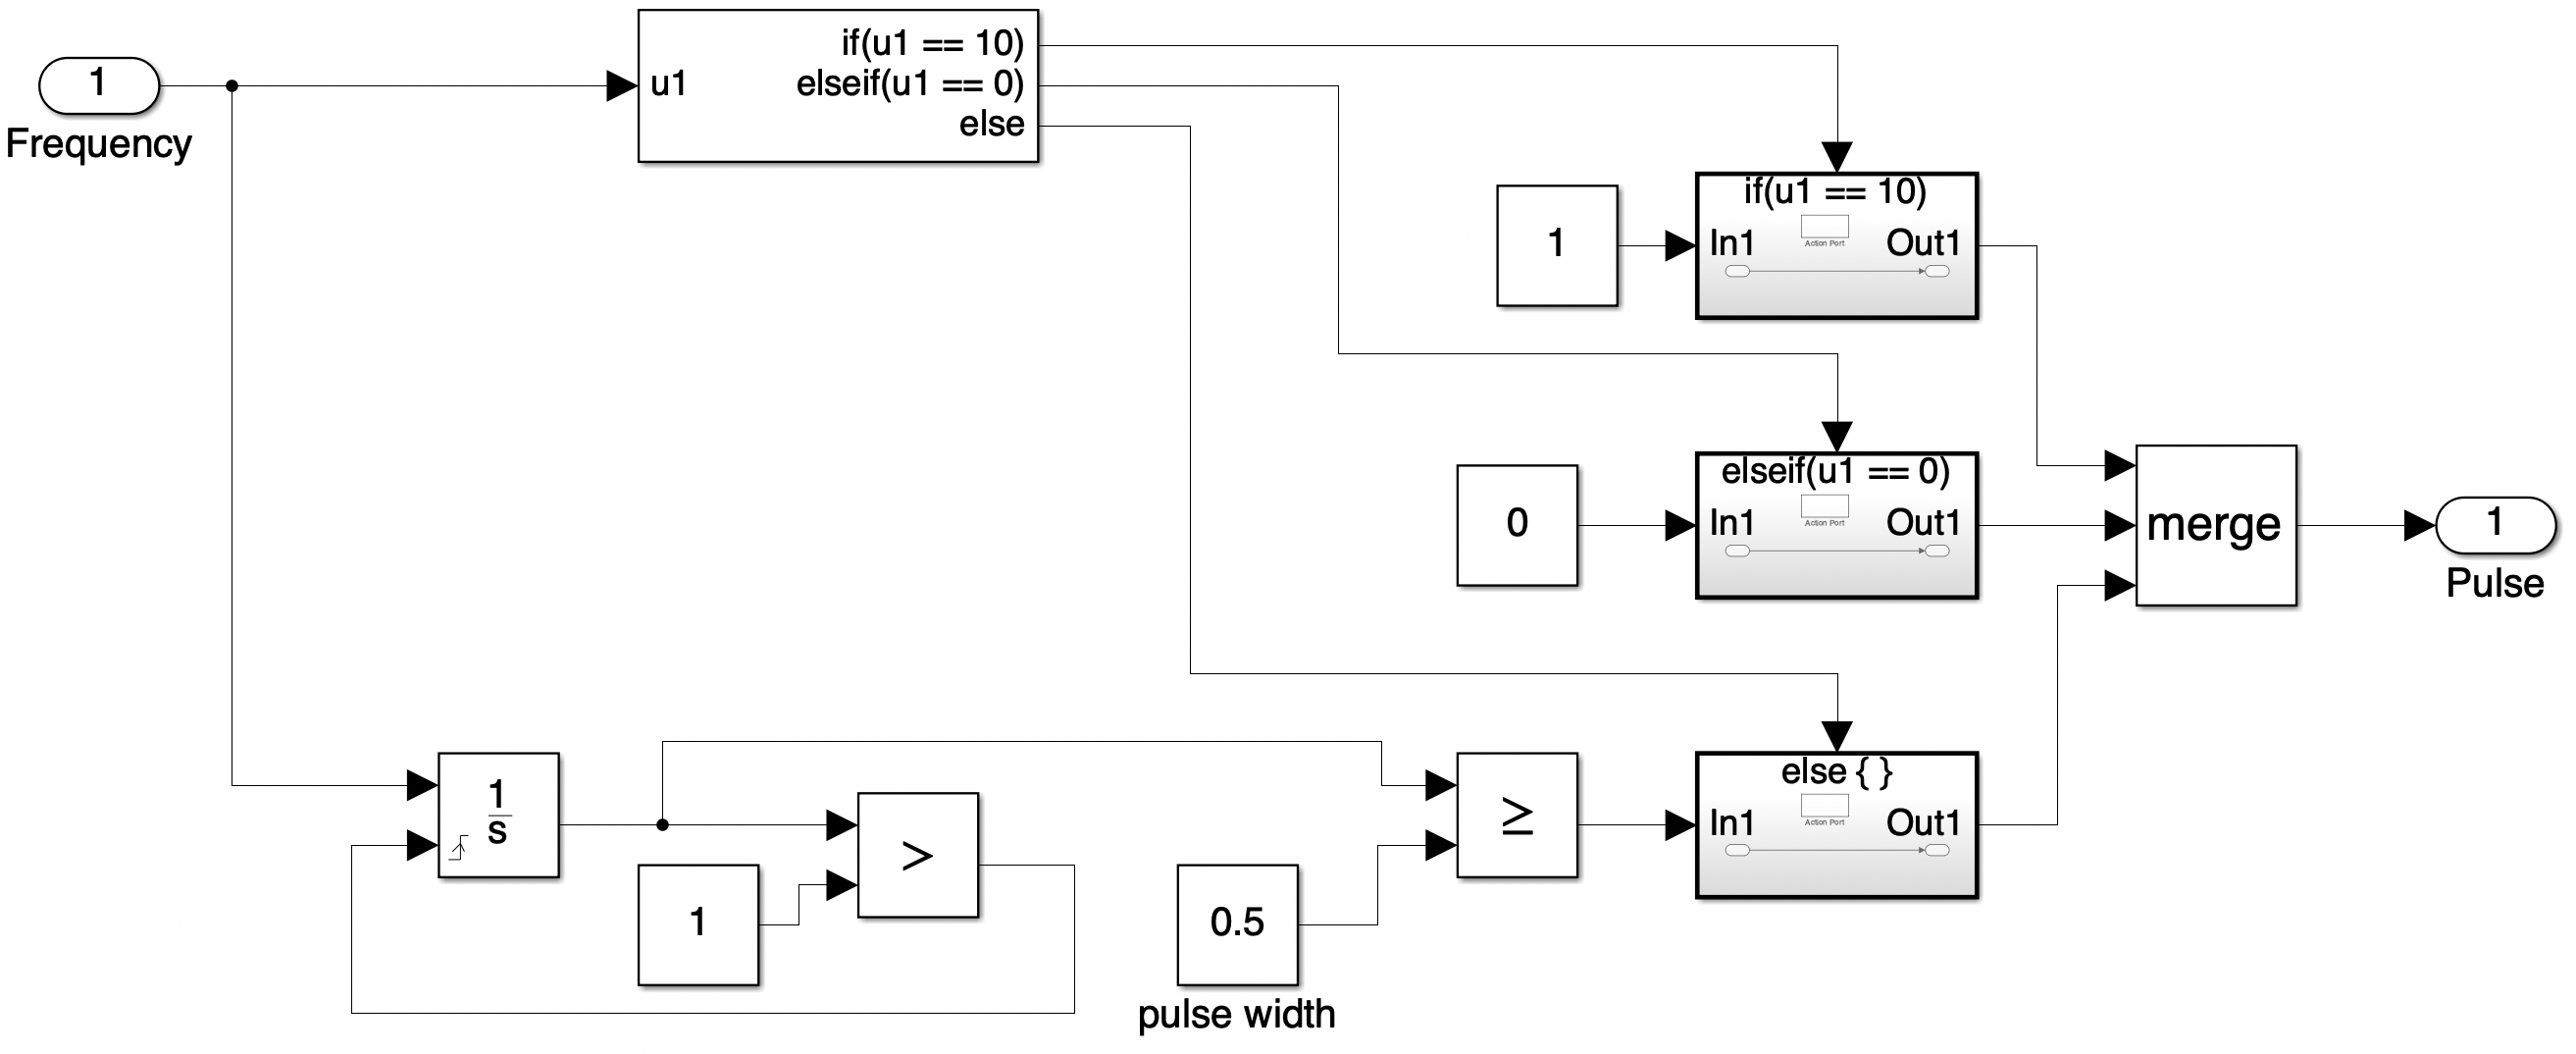 1
Frequency
u1
if(u1 == 10)
elseif(u1 == 0)
else
1
if(u1 == 10)
Action Port
In1
Out1
0
elseif(u1 == 0)
Action Port
In1
Out1
merge
1
Pulse
1
s
1
>
0.5
pulse width
≥
else { }
Action Port
In1
Out1